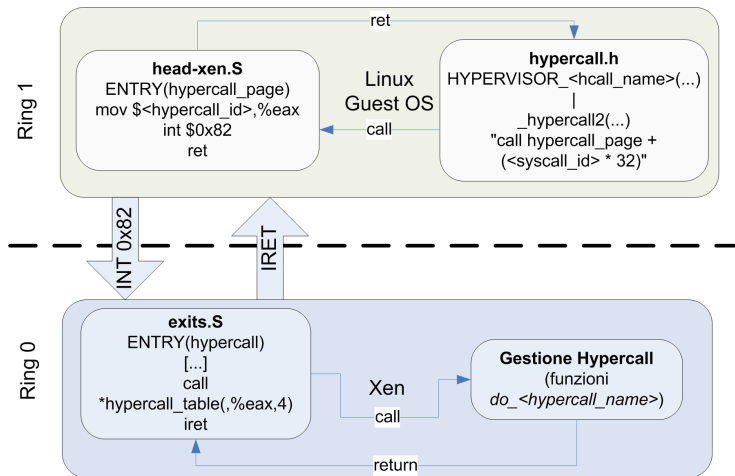 Ring 1
ret
head-xen.S
ENTRY(hypercall_page)
mov $<hypercall_id>,%eax
int $0x82
ret
Linux
Guest OS
call
hypercall.h
HYPERVISOR_<hcall_name>(...)
|
_hypercall2(...)
"call hypercall_page +
(<syscall_id> * 32)"
INT 0x82
IRET
Ring 0
exits.S
ENTRY(hypercall)
[...]
call
*hypercall_table(,%eax,4)
iret
Xen
call
Gestione Hypercall
(funzioni
do_<hypercall_name>)
return